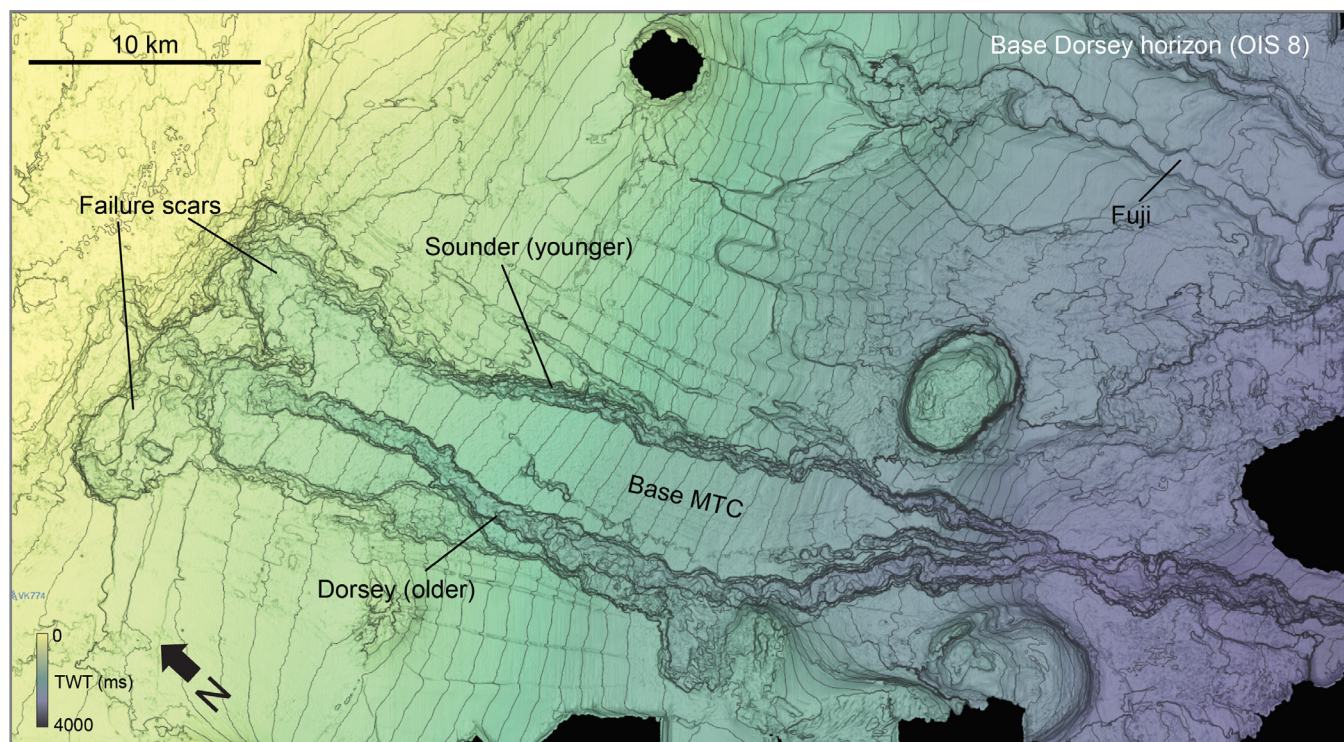 10 km
Base Dorsey horizon (OIS 8)
Failure scars
Fuji
Sounder (younger)
Base MTC
Dorsey (older)
VK774
0
TWT (ms)
4000
N